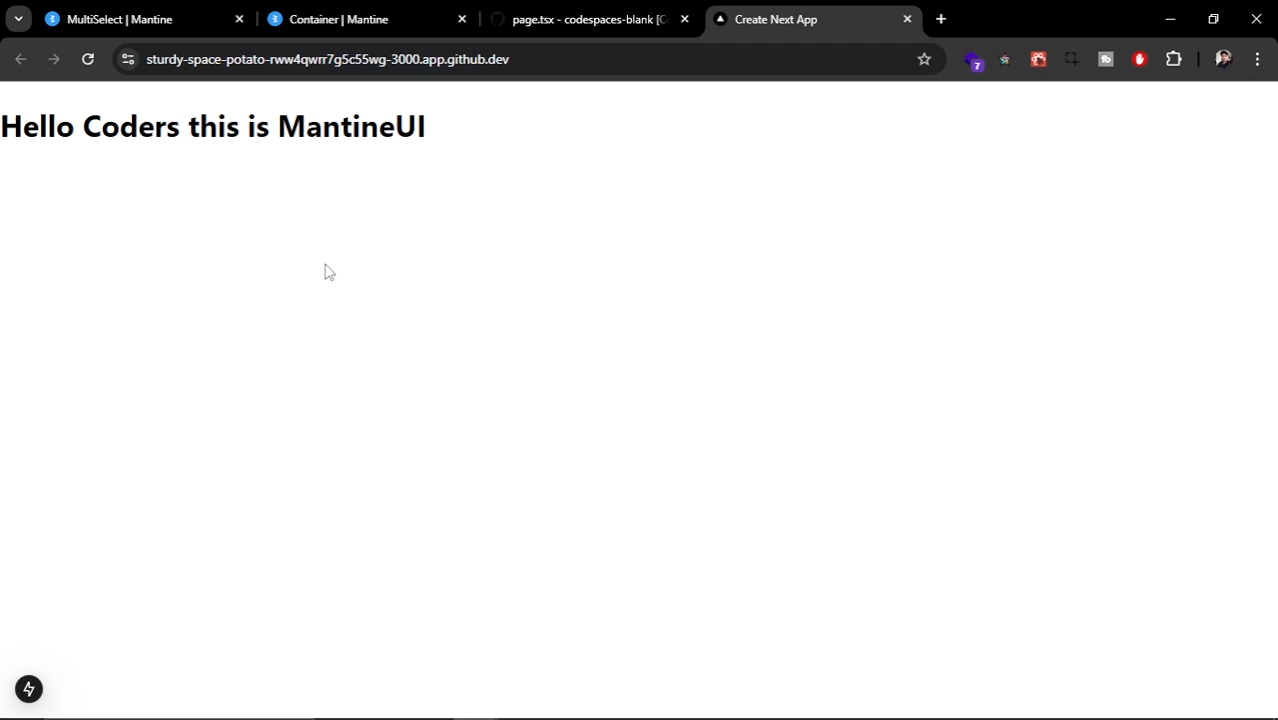 MultiSelect | Mantine
Container | Mantine
page.tsx - codespaces-blank [C
Create Next App
sturdy-space-potato-rww4qwrr7g5c55wg-3000.app.github.dev
7
Hello Coders this is MantineUI